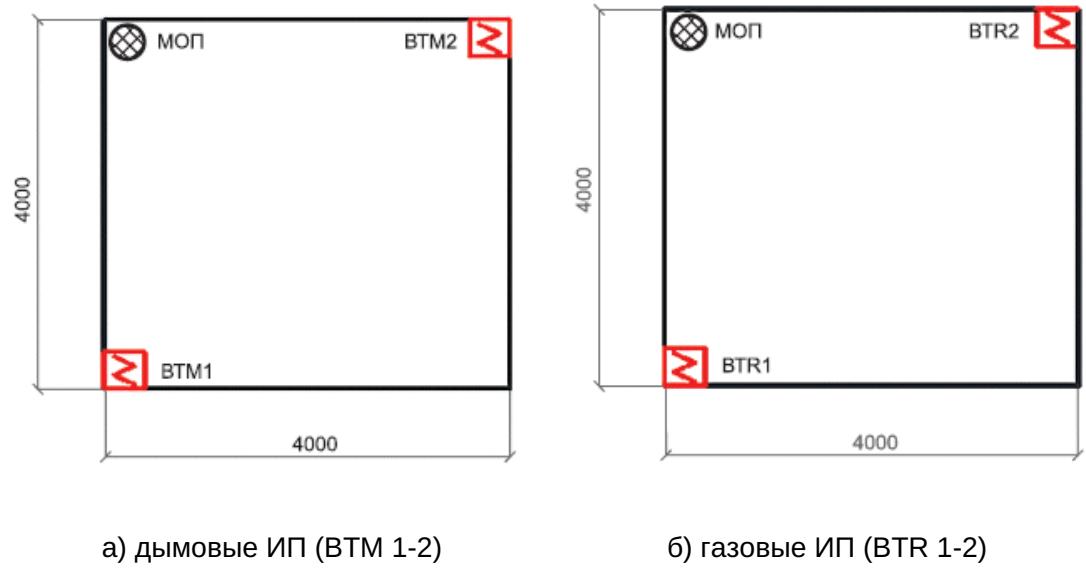 МОП
BTM2
4000
BTM1
4000
а) дымовые ИП (BTM 1-2)
МОП
BTR2
4000
BTR1
4000
б) газовые ИП (BTR 1-2)